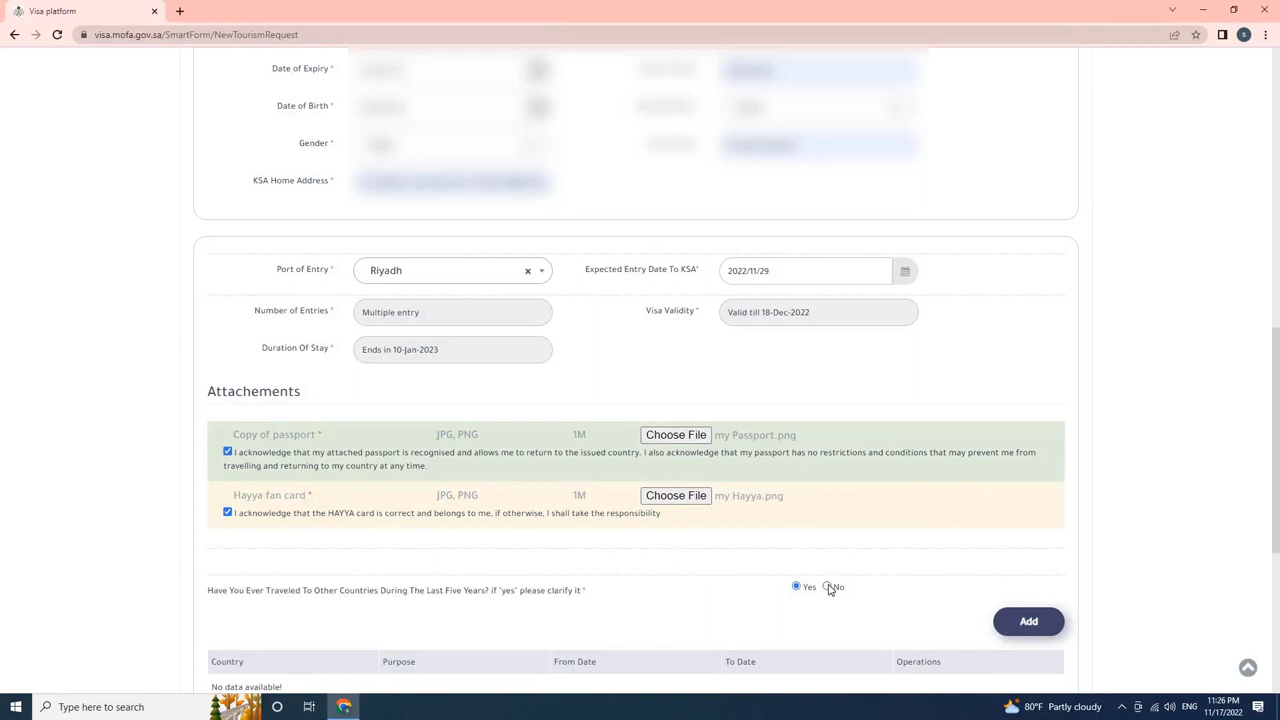 Visa platform
visa.mofa.gov.sa/SmartForm/NewTourismRequest
S
Date of Expiry *
Date of Birth *
Gender *
KSA Home Address *
Port of Entry *
Riyadh
Expected Entry Date To KSA*
2022/11/29
Number of Entries *
Multiple entry
Visa Validity *
Valid till 18-Dec-2022
Duration Of Stay *
Ends in 10-Jan-2023
Attachements
Copy of passport * JPG, PNG 1M Choose File my Passport.png
I acknowledge that my attached passport is recognised and allows me to return to the issued country. I also acknowledge that my passport has no restrictions and conditions that may prevent me from
travelling and returning to my country at any time.
Hayya fan card * JPG, PNG 1M Choose File my Hayya.png
I acknowledge that the HAYYA card is correct and belongs to me, if otherwise, I shall take the responsibility
Have You Ever Traveled To Other Countries During The Last Five Years? if "yes" please clarify it *
Yes No
Add
Country Purpose From Date To Date Operations
No data available!
Type here to search
80°F Partly cloudy
ENG
11:26 PM
11/17/2022